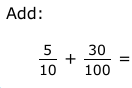 Add:
5/10 + 30/100 =